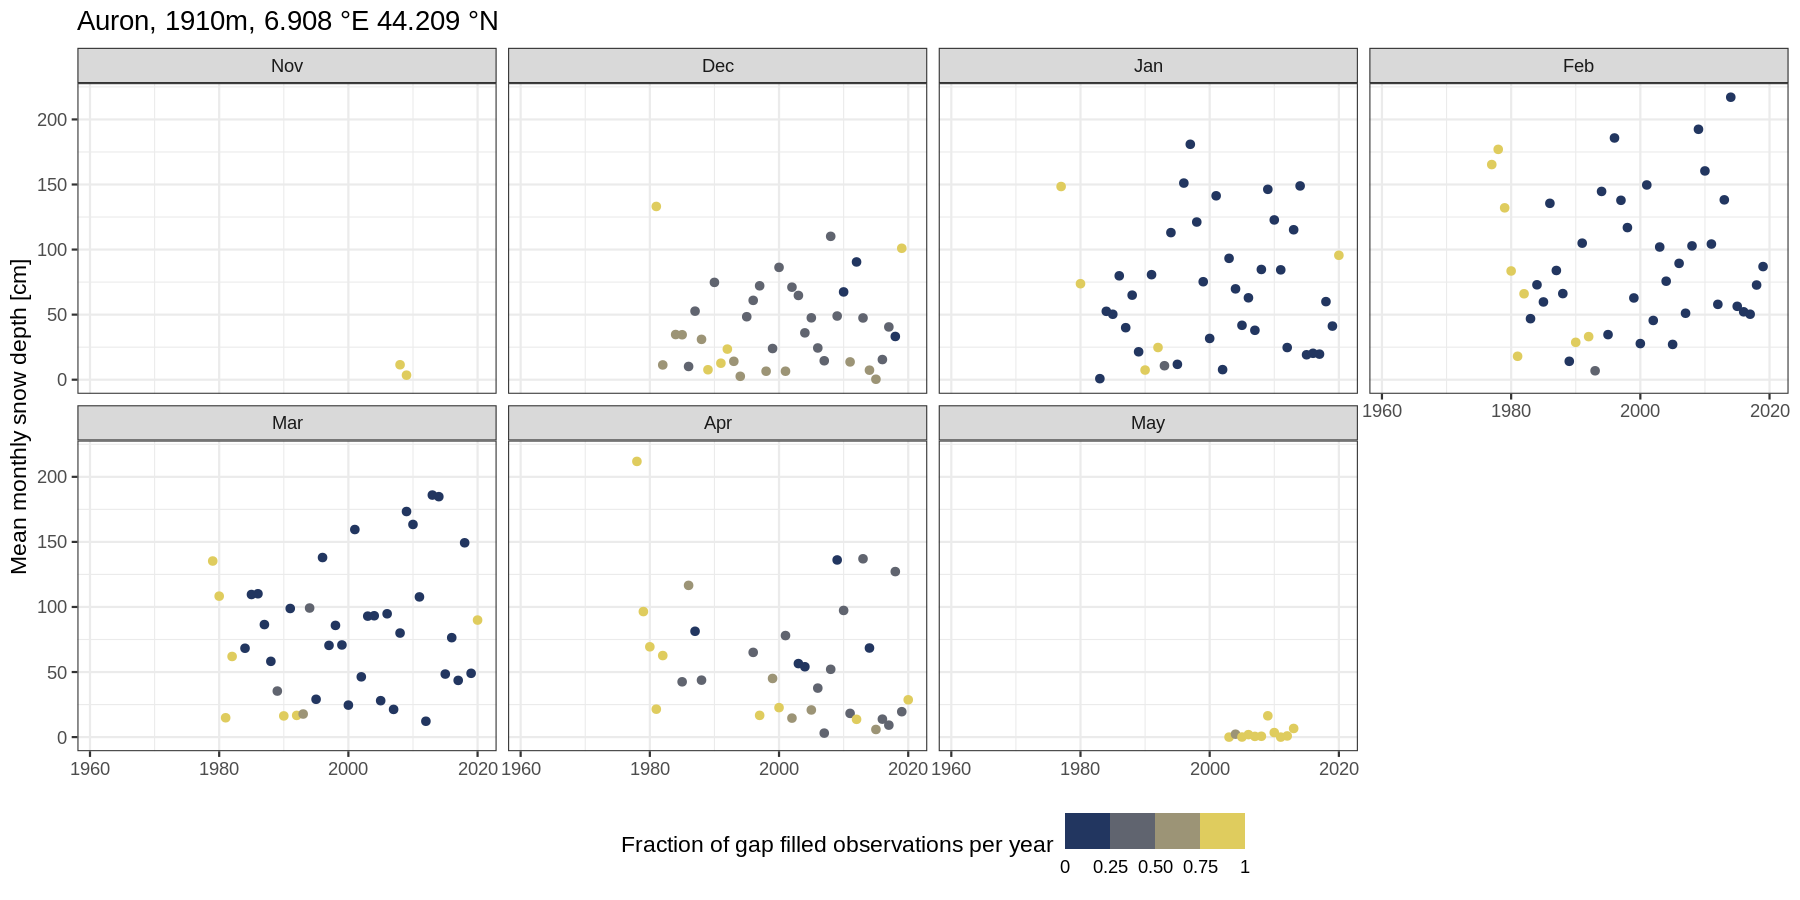 Auron, 1910m, 6.908 °E 44.209 °N
Nov
Dec
Jan
Feb
Mean monthly snow depth [cm]
200
150
100
50
0
1960 1980 2000 2020
Mar
Apr
May
200
150
100
50
0
1960 1980 2000 2020 1960 1980 2000 2020 1960 1980 2000 2020
Fraction of gap filled observations per year
0 0.25 0.50 0.75 1